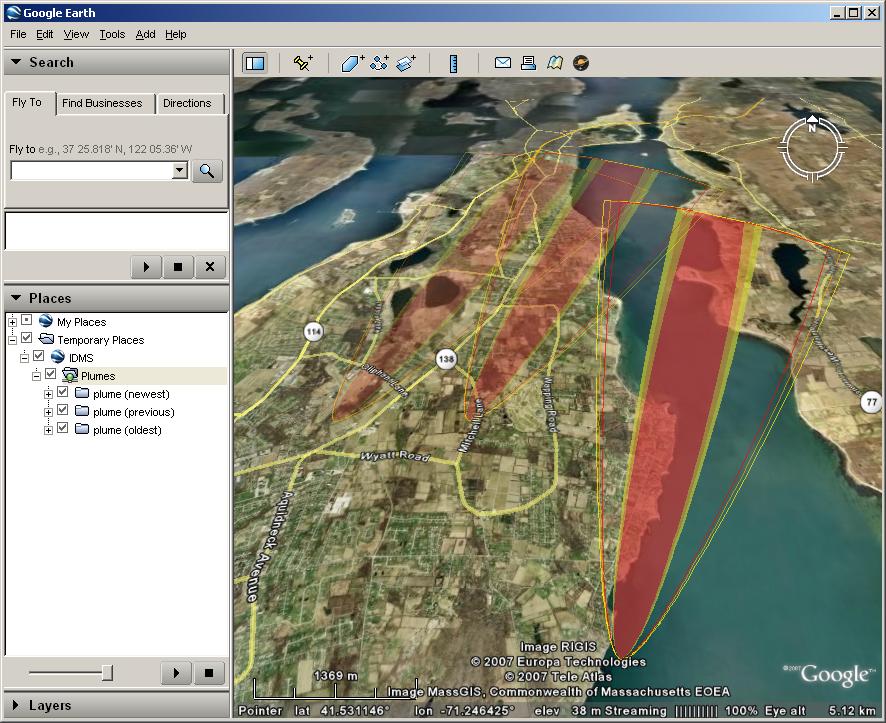 Google Earth
File Edit View Tools Add Help
Search
Fly To
Find Businesses
Directions
Fly to e.g., 37 25.818' N, 122 05.36' W
Places
My Places
Temporary Places
IDMS
Plumes
plume (newest)
plume (previous)
plume (oldest)
Layers
N
114
138
77
Oliphant Lane
Mitchell Lane
Wapping Road
Wyatt Road
Aquidneck Avenue
1369 m
Image RIGIS
© 2007 Europa Technologies
© 2007 Tele Atlas
Image MassGIS, Commonwealth of Massachusetts EOEA
©2007 Google™
Pointer lat 41.531146° lon -71.246425° elev 38 m Streaming |||||||||| 100% Eye alt 5.12 km